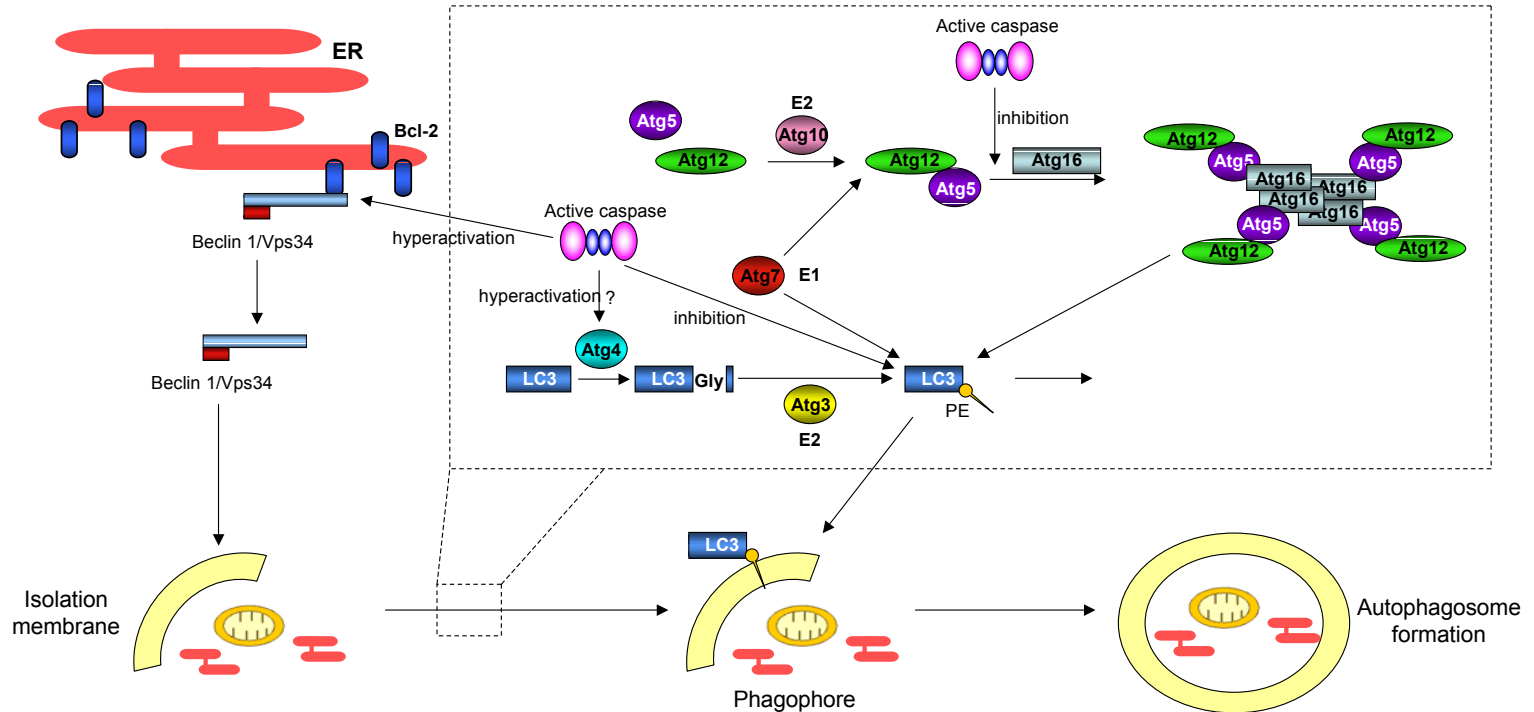 Active caspase
ER
E2
Atg5
Bcl-2
Atg10
inhibition
Atg12
Atg12
Atg16
Atg5
Atg12
Atg5
Atg16
Atg16
Atg16
Atg16
Atg5
Atg12
Atg5
Atg5
Atg12
Atg12
Active caspase
hyperactivation
Beclin 1/Vps34
Atg7
E1
hyperactivation ?
inhibition
Atg4
Beclin 1/Vps34
LC3
LC3
Gly
LC3
Atg3
PE
E2
LC3
Isolation
membrane
Autophagosome
formation
Phagophore